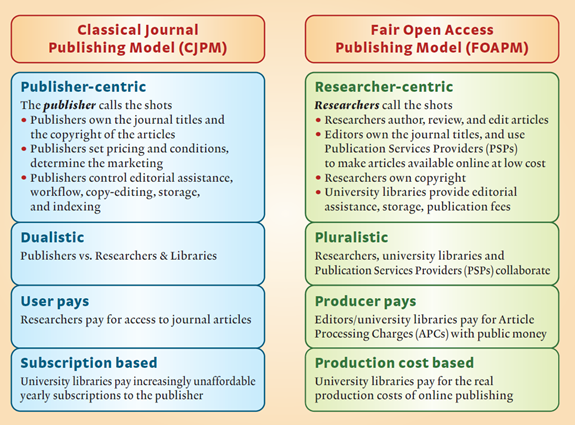 Classical Journal
Publishing Model (CJPM)
Publisher-centric
The publisher calls the shots
• Publishers own the journal titles and
the copyright of the articles
• Publishers set pricing and conditions,
determine the marketing
• Publishers control editorial assistance,
workflow, copy-editing, storage,
and indexing
Dualistic
Publishers vs. Researchers & Libraries
User pays
Researchers pay for access to journal articles
Subscription based
University libraries pay increasingly unaffordable
yearly subscriptions to the publisher
Fair Open Access
Publishing Model (FOAPM)
Researcher-centric
Researchers call the shots
• Researchers author, review, and edit articles
• Editors own the journal titles, and use
Publication Services Providers (PSPs)
to make articles available online at low cost
• Researchers own copyright
• University libraries provide editorial
assistance, storage, publication fees
Pluralistic
Researchers, university libraries and
Publication Services Providers (PSPs) collaborate
Producer pays
Editors/university libraries pay for Article
Processing Charges (APCs) with public money
Production cost based
University libraries pay for the real
production costs of online publishing